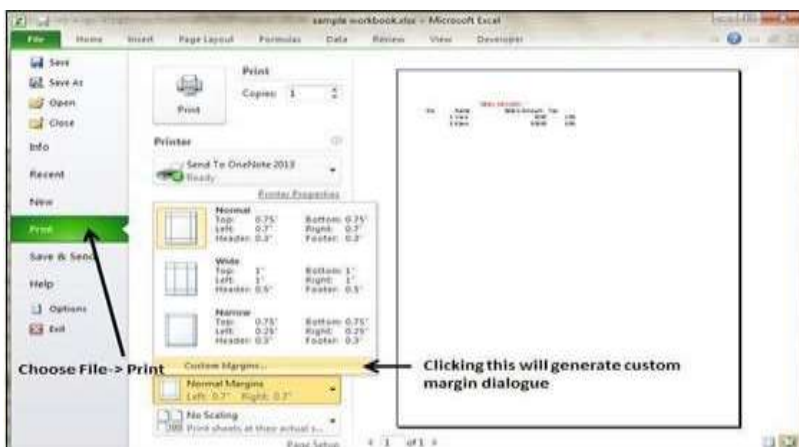 sample workbook.xlsx - Microsoft Excel
File Home Insert Page Layout Formulas Data Review View Developer
Save
Save As
Open
Close
Info
Recent
New
Print
Save & Send
Help
Options
Exit
Print
Print
Copies: 1
Printer
Send To OneNote 2013
Ready
Printer Properties
Normal
Top: 0.75" Bottom: 0.75"
Left: 0.7" Right: 0.7"
Header: 0.3" Footer: 0.3"
Wide
Top: 1" Bottom: 1"
Left: 1" Right: 1"
Header: 0.5" Footer: 0.5"
Narrow
Top: 0.75" Bottom: 0.75"
Left: 0.25" Right: 0.25"
Header: 0.3" Footer: 0.3"
Custom Margins...
Normal Margins
Left: 0.7" Right: 0.7"
No Scaling
Print sheets at their actual s...
Page Setup
1 of 1
Choose File-> Print
Clicking this will generate custom
margin dialogue